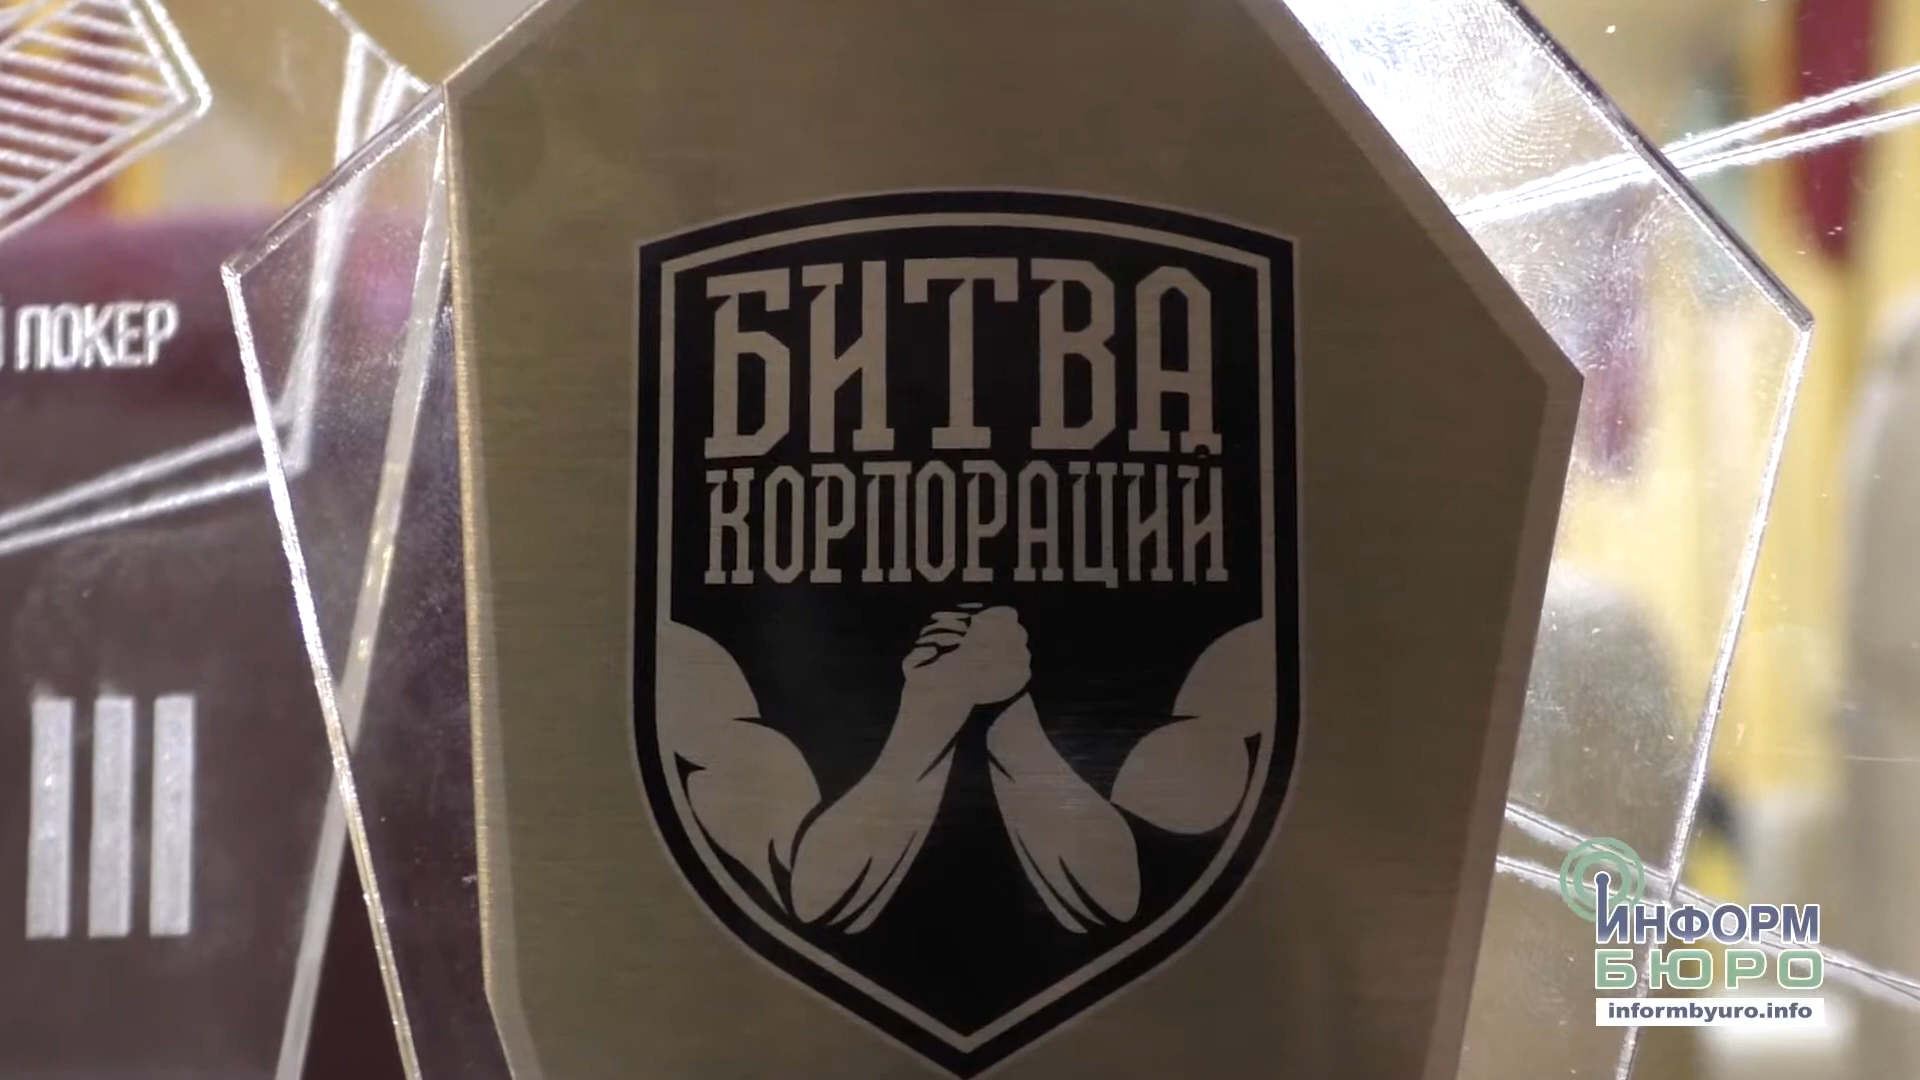 БИТВА
КОРПОРАЦИЙ
ПОКЕР
III
ИНФОРМ
БЮРО
informbyuro.info